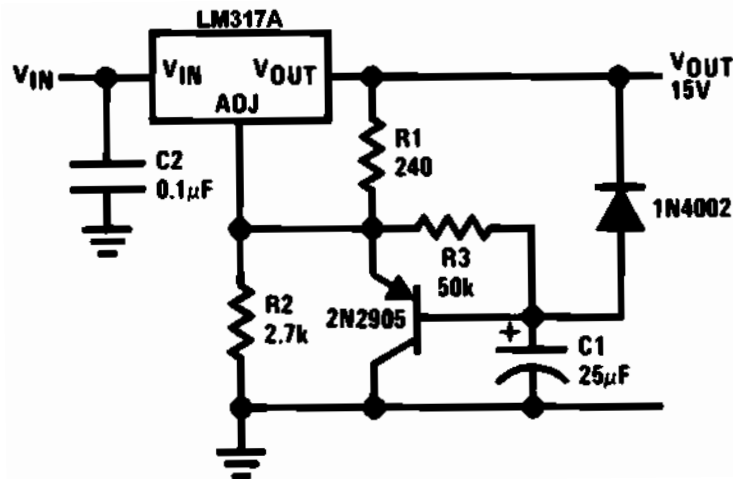 LM317A
VIN
VIN
VOUT
ADJ
VOUT
15V
C2
0.1μF
R1
240
1N4002
R3
50k
R2
2.7k
2N2905
+
C1
25μF